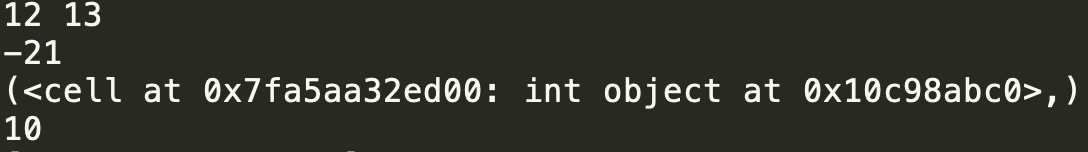 12 13
-21
(<cell at 0x7fa5aa32ed00: int object at 0x10c98abc0>,)
10